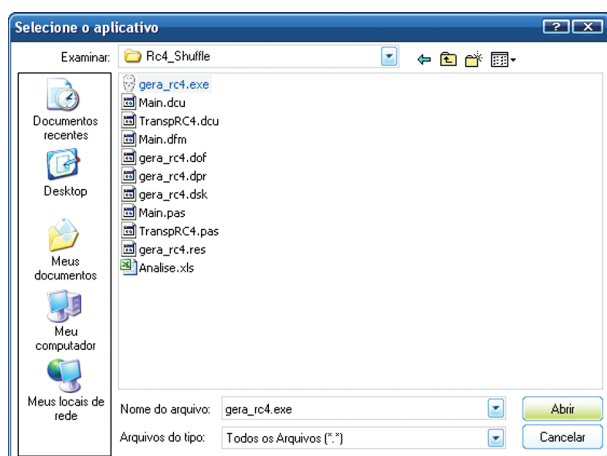 Selecione o aplicativo
Examinar:
Rc4_Shuffle
Documentos
recentes
Desktop
Meus
documentos
Meu
computador
Meus locais de
rede
gera_rc4.exe
Main.dcu
TranspRC4.dcu
Main.dfm
gera_rc4.dof
gera_rc4.dpr
gera_rc4.dsk
Main.pas
TranspRC4.pas
gera_rc4.res
Analise.xls
Nome do arquivo:
gera_rc4.exe
Abrir
Arquivos do tipo:
Todos os Arquivos (*.*)
Cancelar